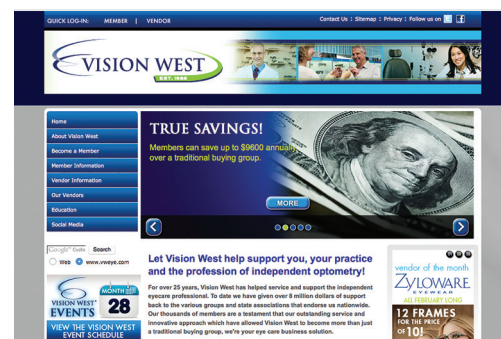 QUICK LOG-IN: MEMBER | VENDOR
Contact Us : Sitemap : Privacy : Follow us on
VISION WEST
EST. 1988
Home
About Vision West
Become a Member
Member Information
Vendor Information
Our Vendors
Education
Social Media
TRUE SAVINGS!
Members can save up to $9600 annually
over a traditional buying group.
MORE
Google Search
Web www.vweye.com
VISION WEST
EVENTS
MONTH
28
VIEW THE VISION WEST
EVENT SCHEDULE
Let Vision West help support you, your practice
and the profession of independent optometry!
For over 25 years, Vision West has helped service and support the independent
eyecare professional. To date we have given over 8 million dollars of support
back to the various groups and state associations that endorse us nationwide.
Our thousands of members are a testament that our outstanding service and
innovative approach which have allowed Vision West to become more than just
a traditional buying group, we're your eye care business solution.
vendor of the month
ZYLOWARE
EYEWEAR
ALL FEBRUARY LONG
12 FRAMES
FOR THE PRICE
OF 10!